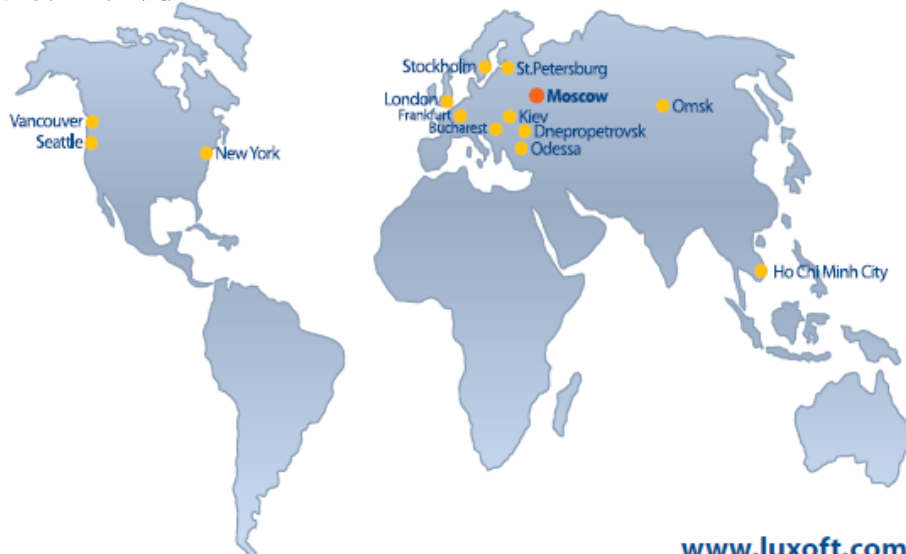 Stockholm
St.Petersburg
London
Moscow
Omsk
Frankfurt
Kiev
Vancouver
Bucharest
Dnepropetrovsk
Seattle
New York
Odessa
Ho Chi Minh City
www.luxoft.com